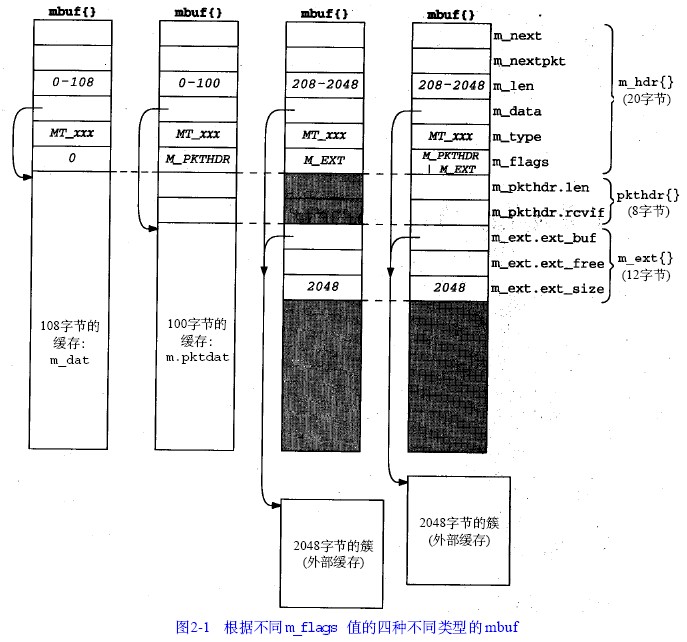 mbuf{} mbuf{} mbuf{} mbuf{}
m_next
m_nextpkt
0-108 0-100 208-2048 208-2048 m_len
m_data
MT_xxx MT_xxx MT_xxx MT_xxx m_type
0 M_PKTHDR M_EXT M_PKTHDR | M_EXT m_flags
m_hdr{}
(20字节)
m_pkthdr.len
m_pkthdr.rcvif
pkthdr{}
(8字节)
m_ext.ext_buf
m_ext.ext_free
2048 2048 m_ext.ext_size
m_ext{}
(12字节)
108字节的
缓存:
m_dat
100字节的
缓存:
m.pktdat
2048字节的簇
(外部缓存)
2048字节的簇
(外部缓存)
图2-1 根据不同m_flags 值的四种不同类型的mbuf